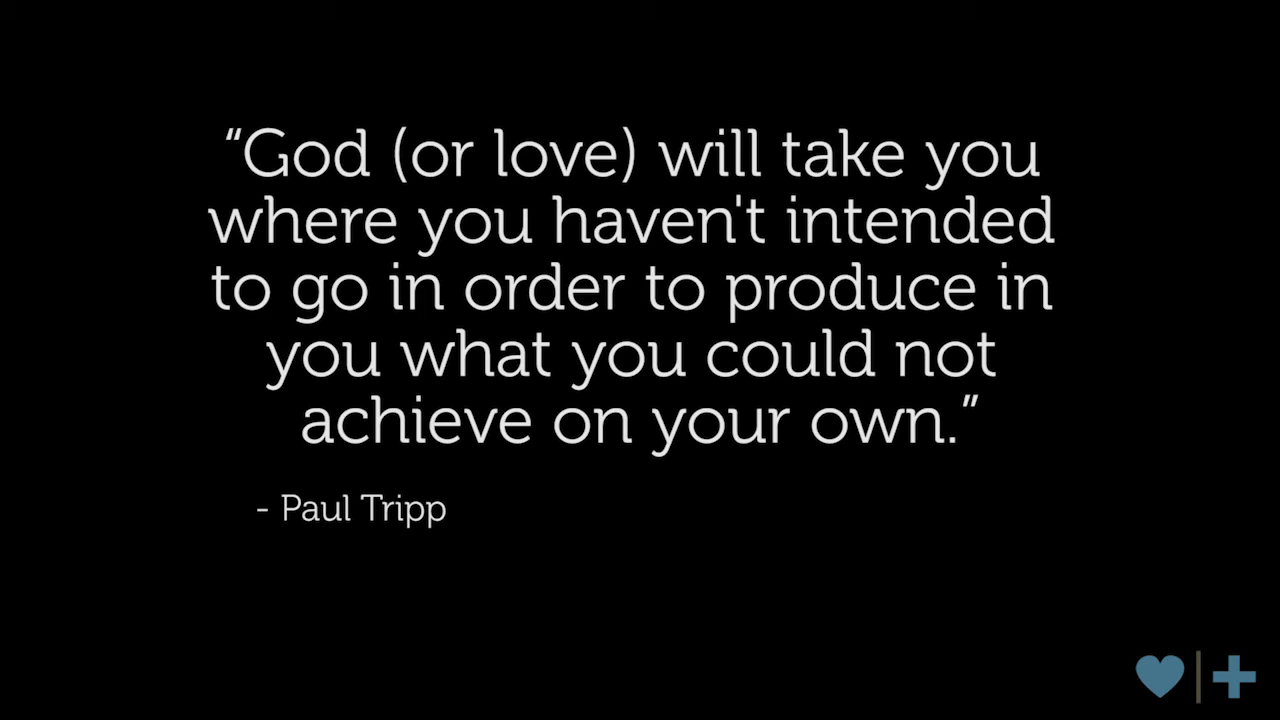 “God (or love) will take you
where you haven't intended
to go in order to produce in
you what you could not
achieve on your own.”
- Paul Tripp